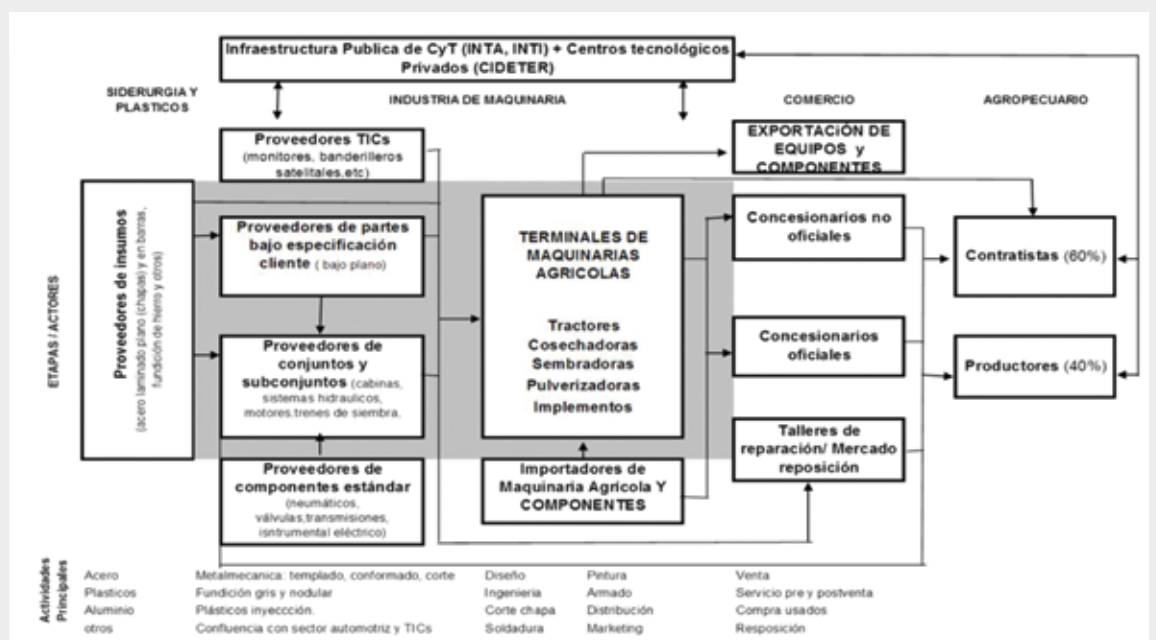 Infraestructura Publica de CyT (INTA, INTI) + Centros tecnológicos
Privados (CIDETER)
SIDERURGIA Y
PLASTICOS
INDUSTRIA DE MAQUINARIA
COMERCIO
AGROPECUARIO
ETAPAS / ACTORES
Proveedores de insumos
(acero laminado plano (chapas) y en barras,
fundición de hierro y otros)
Proveedores TICs
(monitores, banderilleros
satelitales,etc)
Proveedores de partes
bajo especificación
cliente ( bajo plano)
Proveedores de
conjuntos y
subconjuntos (cabinas,
sistemas hidraulicos,
motores.trenes de siembra.
Proveedores de
componentes estándar
(neumáticos,
válvulas,transmisiones,
isntrumental eléctrico)
TERMINALES DE
MAQUINARIAS
AGRICOLAS
Tractores
Cosechadoras
Sembradoras
Pulverizadoras
Implementos
Importadores de
Maquinaria Agrícola Y
COMPONENTES
EXPORTACIÓN DE
EQUIPOS y
COMPONENTES
Concesionarios no
oficiales
Concesionarios
oficiales
Talleres de
reparación/ Mercado
reposición
Contratistas (60%)
Productores (40%)
Actividades
Principales
Acero
Plasticos
Aluminio
otros
Metalmecanica: templado, conformado, corte
Fundición gris y nodular
Plásticos inyeccción.
Confluencia con sector automotriz y TICs
Diseño
Ingenieria
Corte chapa
Soldadura
Pintura
Armado
Distribución
Marketing
Venta
Servicio pre y postventa
Compra usados
Resposición